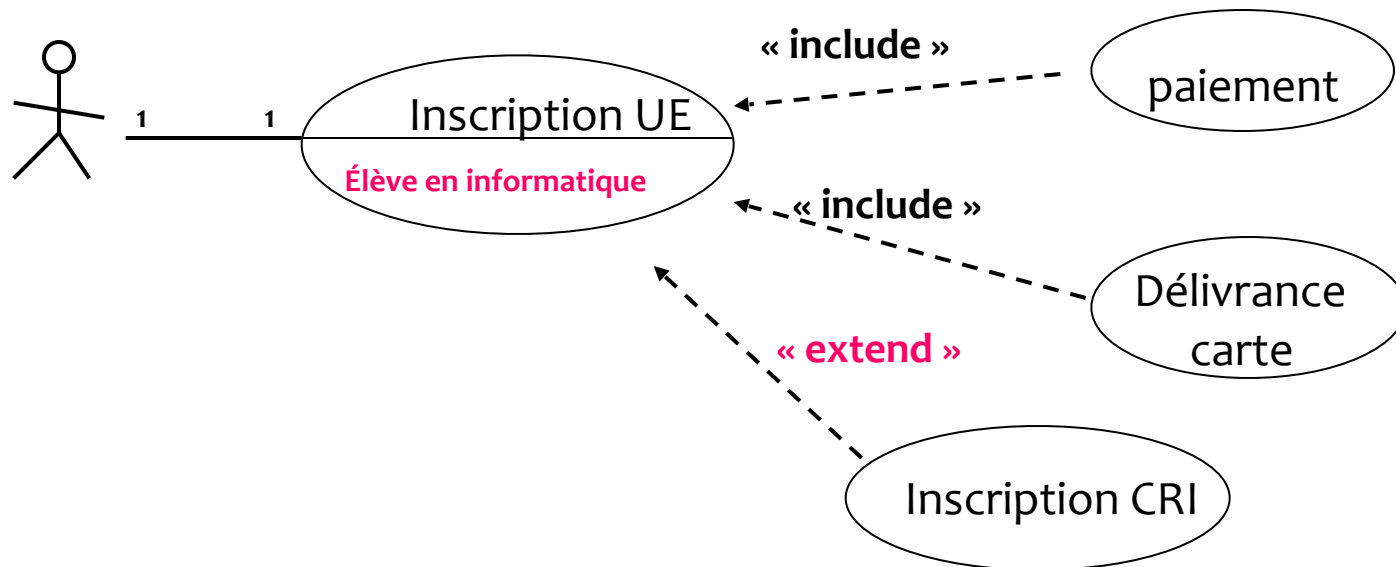 « include »
paiement
1
1
Inscription UE
Élève en informatique
« include »
Délivrance
carte
« extend »
Inscription CRI